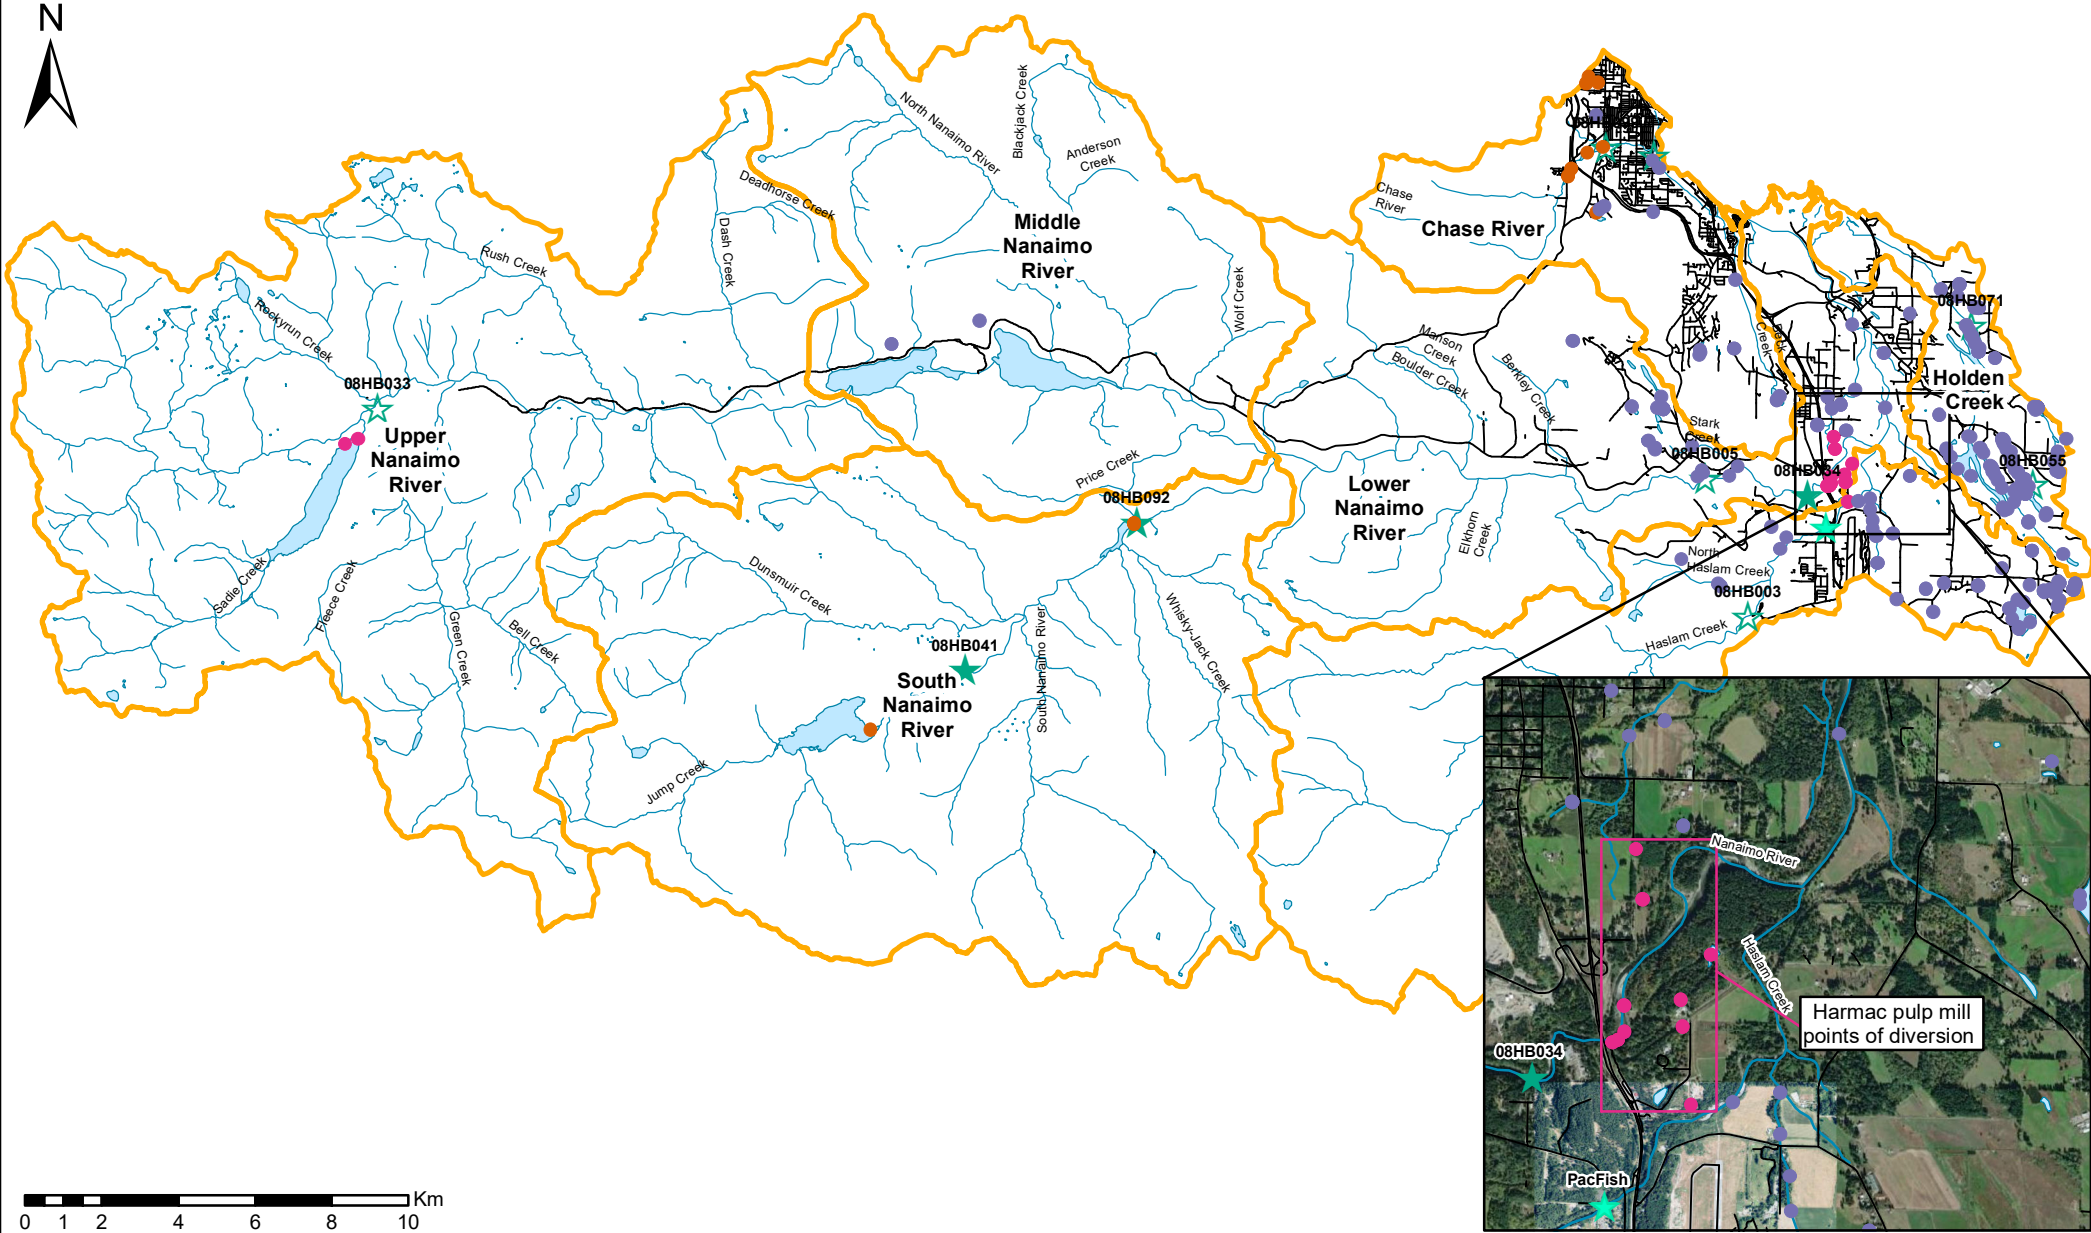 N
North Nanaimo River
Blackjack Creek
Anderson
Creek
Deadhorse Creek
Dash Creek
Middle
Nanaimo
River
Wolf Creek
Chase
River
Chase River
Rush Creek
Rockyrun Creek
08HB033
Upper
Nanaimo
River
Sadie Creek
Fleece Creek
Green Creek
Bell Creek
Price Creek
08HB092
Dunsmuir Creek
08HB041
South
Nanaimo
River
South Nanaimo River
Whisky-Jack Creek
Jump Creek
Manson
Creek
Boulder Creek
Berkley Creek
Lower
Nanaimo
River
Elkhorn
Creek
Beck
Creek
08HB071
Holden
Creek
Stark
Creek
08HB005
08HB034
08HB055
North
Haslam Creek
08HB003
Haslam Creek
Nanaimo River
Haslam Creek
Harmac pulp mill
points of diversion
08HB034
PacFish
0 1 2 4 6 8 10 Km